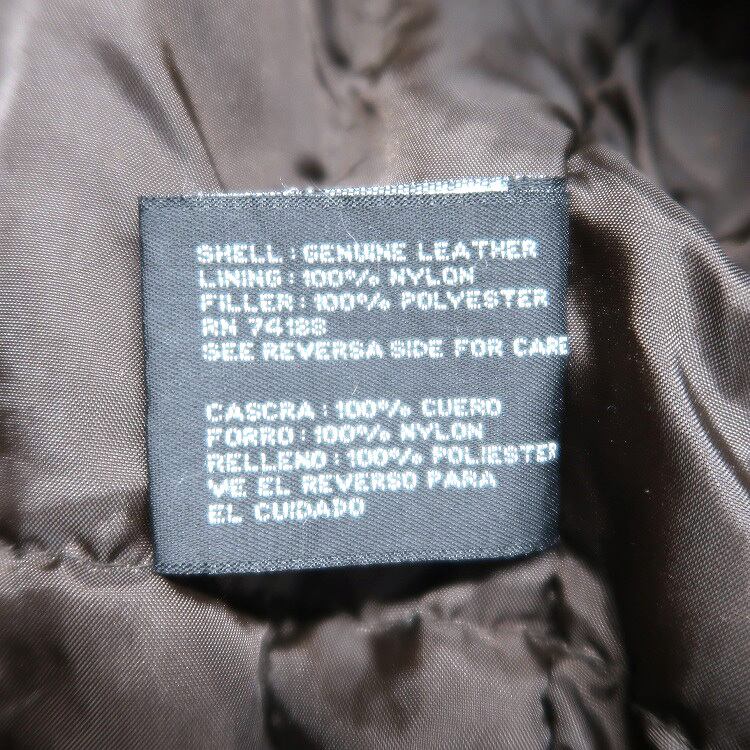 SHELL : GENUINE LEATHER
LINING : 100% NYLON
FILLER : 100% POLYESTER
RN 74189
SEE REVERSA SIDE FOR CARE
CASCRA : 100% CUERO
FORRO : 100% NYLON
RELLENO : 100% POLIESTER
VE EL REVERSO PARA
EL CUIDADO